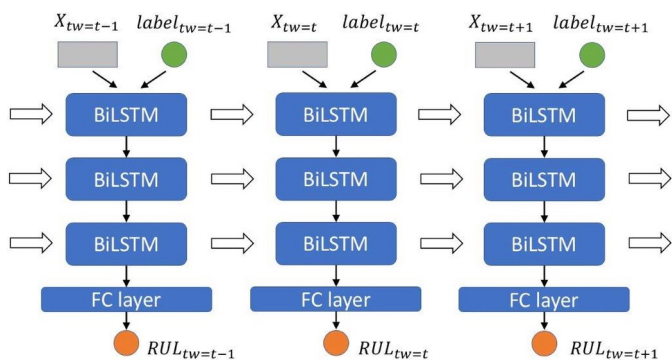 X_{tw=t−1} label_{tw=t−1} X_{tw=t} label_{tw=t} X_{tw=t+1} label_{tw=t+1}
BiLSTM BiLSTM BiLSTM
BiLSTM BiLSTM BiLSTM
BiLSTM BiLSTM BiLSTM
FC layer FC layer FC layer
RUL_{tw=t−1} RUL_{tw=t} RUL_{tw=t+1}